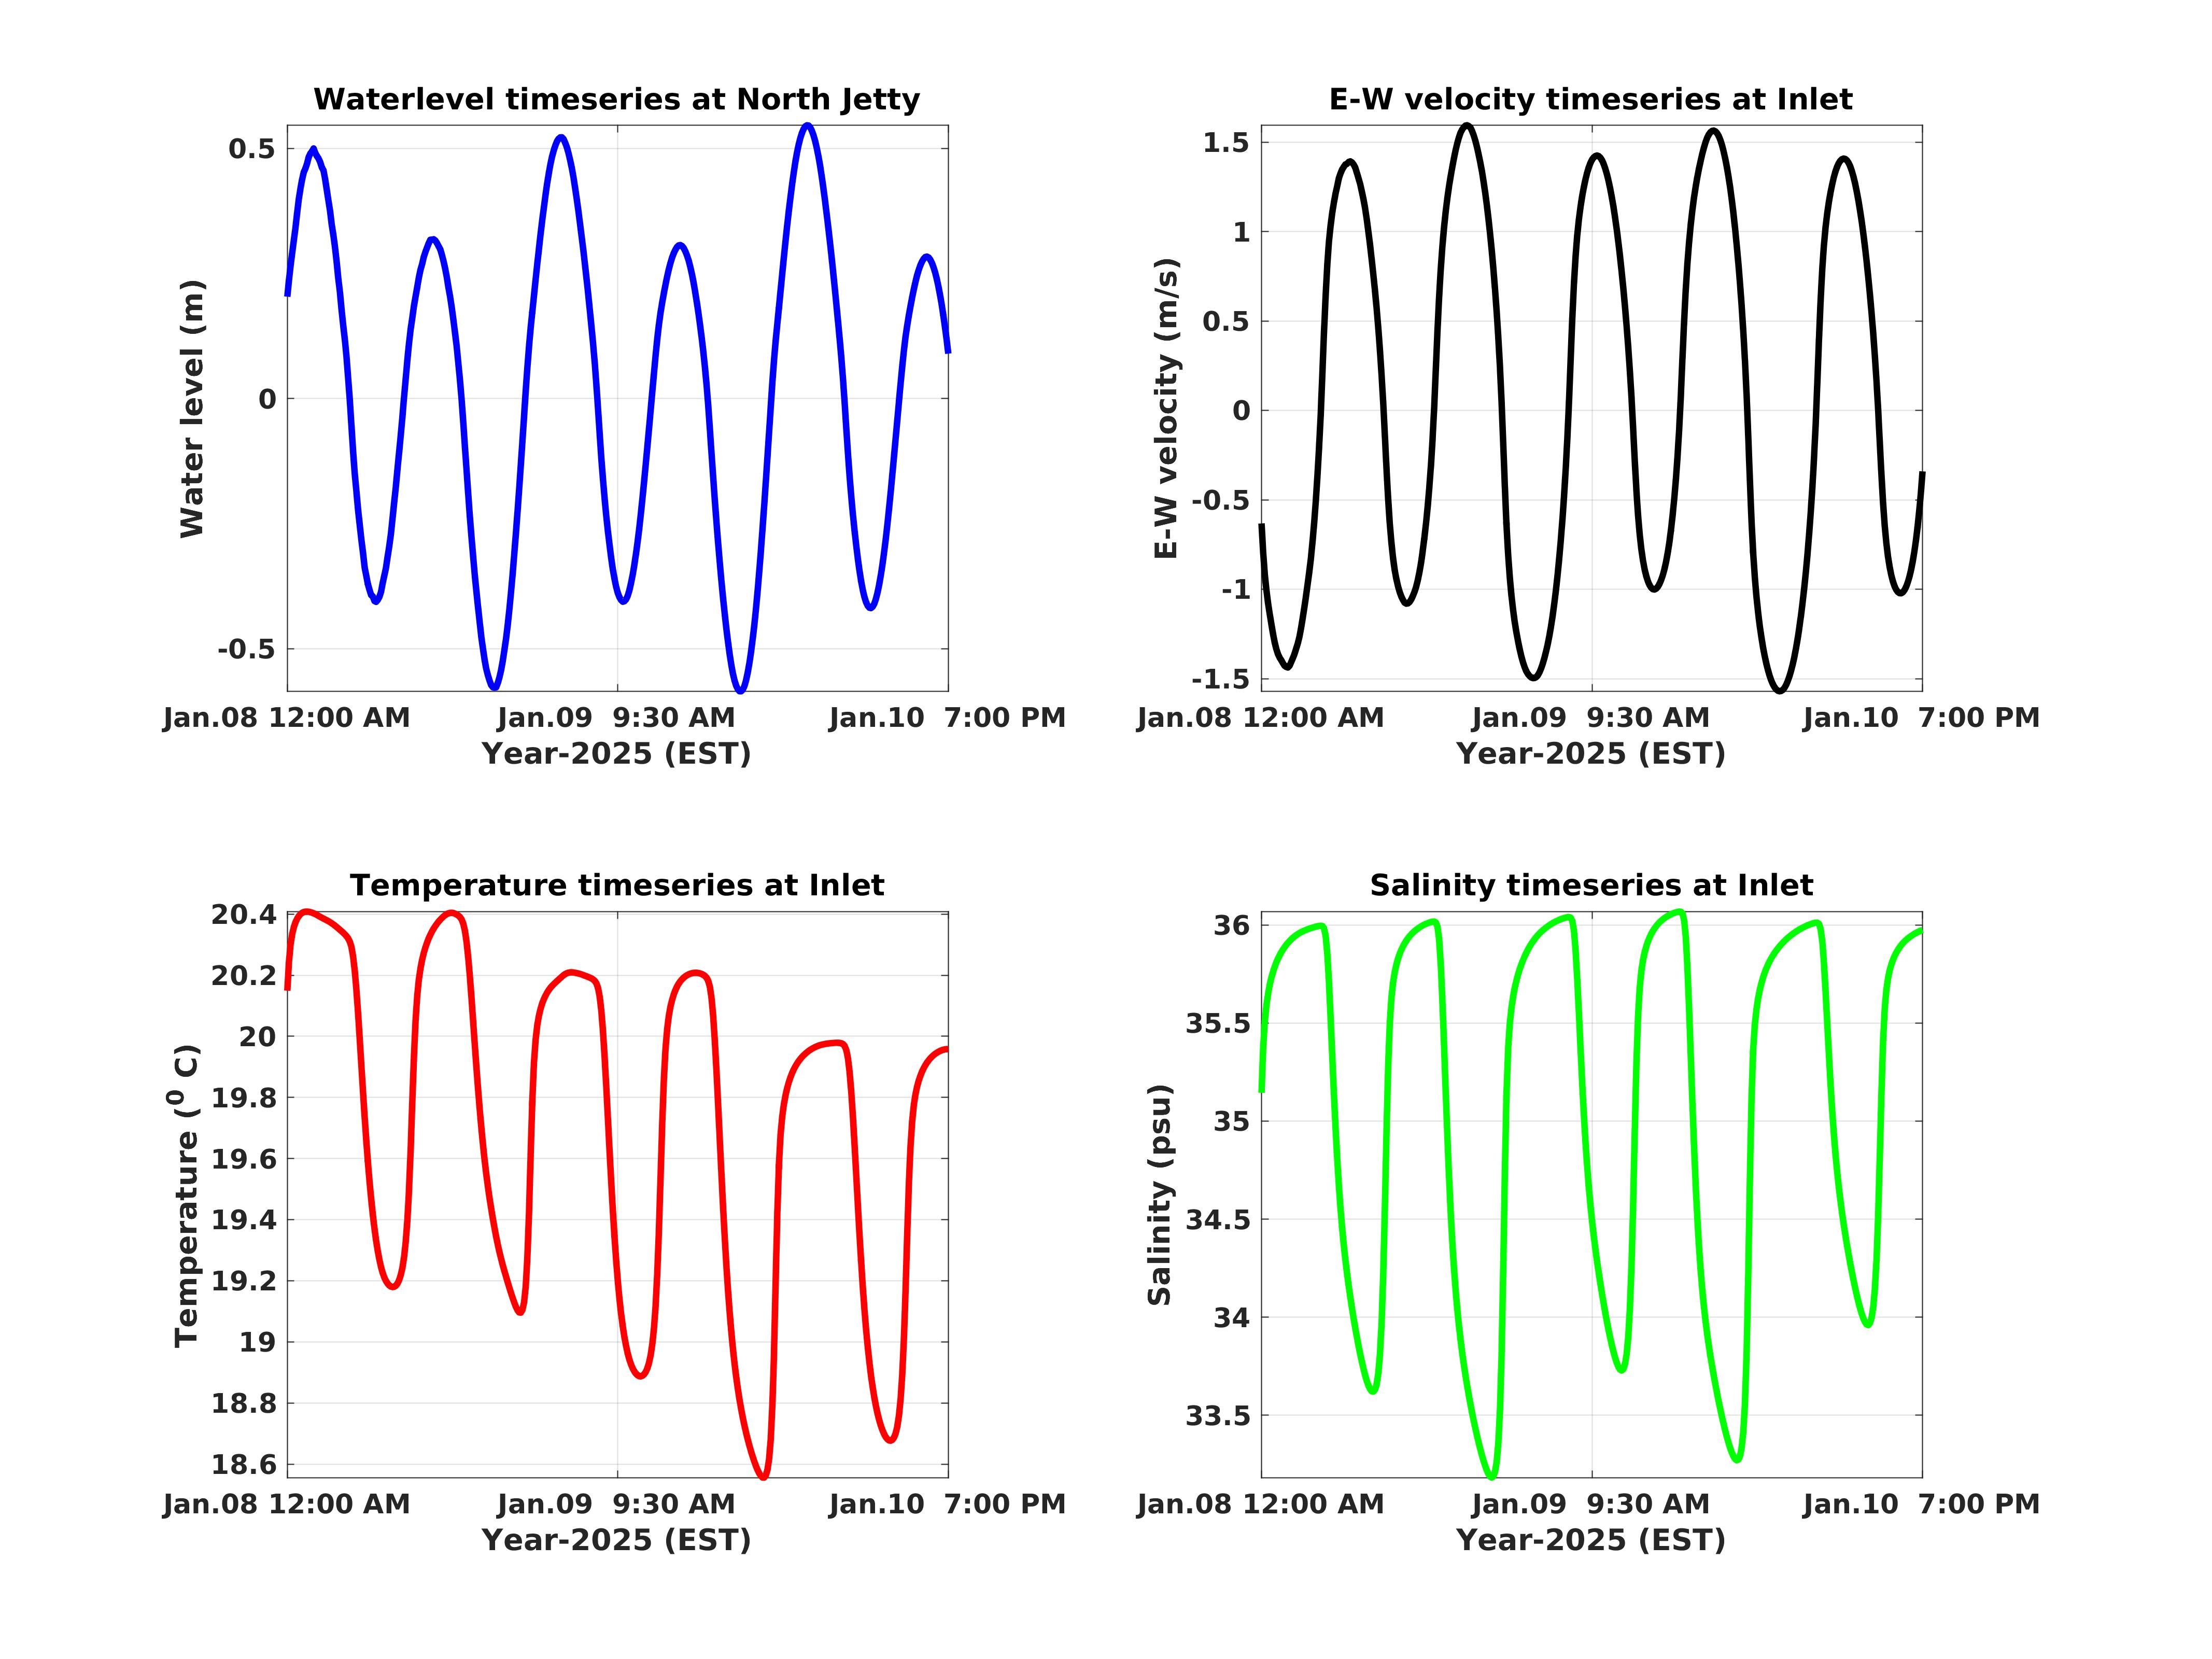 Waterlevel timeseries at North Jetty
Water level (m)
0.5
0
-0.5
Jan.08 12:00 AM Jan.09 9:30 AM Jan.10 7:00 PM
Year-2025 (EST)
E-W velocity timeseries at Inlet
E-W velocity (m/s)
1.5
1
0.5
0
-0.5
-1
-1.5
Jan.08 12:00 AM Jan.09 9:30 AM Jan.10 7:00 PM
Year-2025 (EST)
Temperature timeseries at Inlet
Temperature (⁰ C)
20.4
20.2
20
19.8
19.6
19.4
19.2
19
18.8
18.6
Jan.08 12:00 AM Jan.09 9:30 AM Jan.10 7:00 PM
Year-2025 (EST)
Salinity timeseries at Inlet
Salinity (psu)
36
35.5
35
34.5
34
33.5
Jan.08 12:00 AM Jan.09 9:30 AM Jan.10 7:00 PM
Year-2025 (EST)